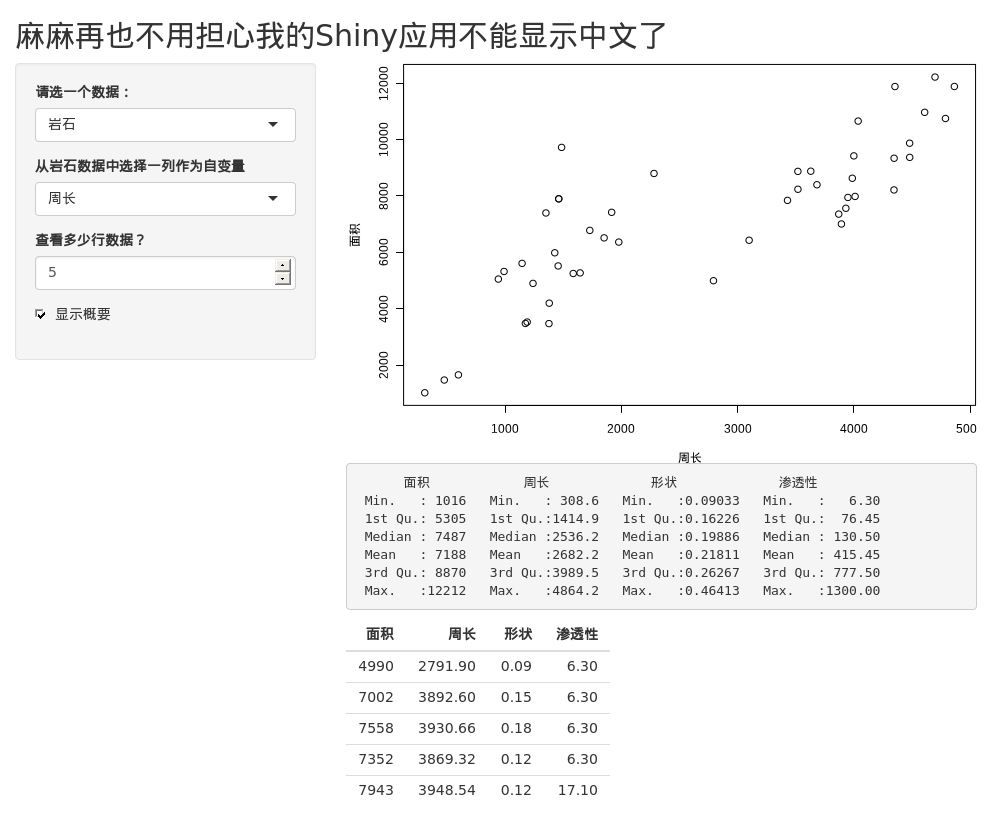 麻麻再也不用担心我的Shiny应用不能显示中文了
请选一个数据：
岩石
从岩石数据中选择一列作为自变量
周长
查看多少行数据？
5
显示概要
面积
12000
10000
8000
6000
4000
2000
1000 2000 3000 4000 500
周长
面积 周长 形状 渗透性
Min.   : 1016   Min.   : 308.6   Min.   :0.09033   Min.   :   6.30
1st Qu.: 5305   1st Qu.:1414.9   1st Qu.:0.16226   1st Qu.:  76.45
Median : 7487   Median :2536.2   Median :0.19886   Median : 130.50
Mean   : 7188   Mean   :2682.2   Mean   :0.21811   Mean   : 415.45
3rd Qu.: 8870   3rd Qu.:3989.5   3rd Qu.:0.26267   3rd Qu.: 777.50
Max.   :12212   Max.   :4864.2   Max.   :0.46413   Max.   :1300.00
面积 周长 形状 渗透性
4990 2791.90 0.09 6.30
7002 3892.60 0.15 6.30
7558 3930.66 0.18 6.30
7352 3869.32 0.12 6.30
7943 3948.54 0.12 17.10